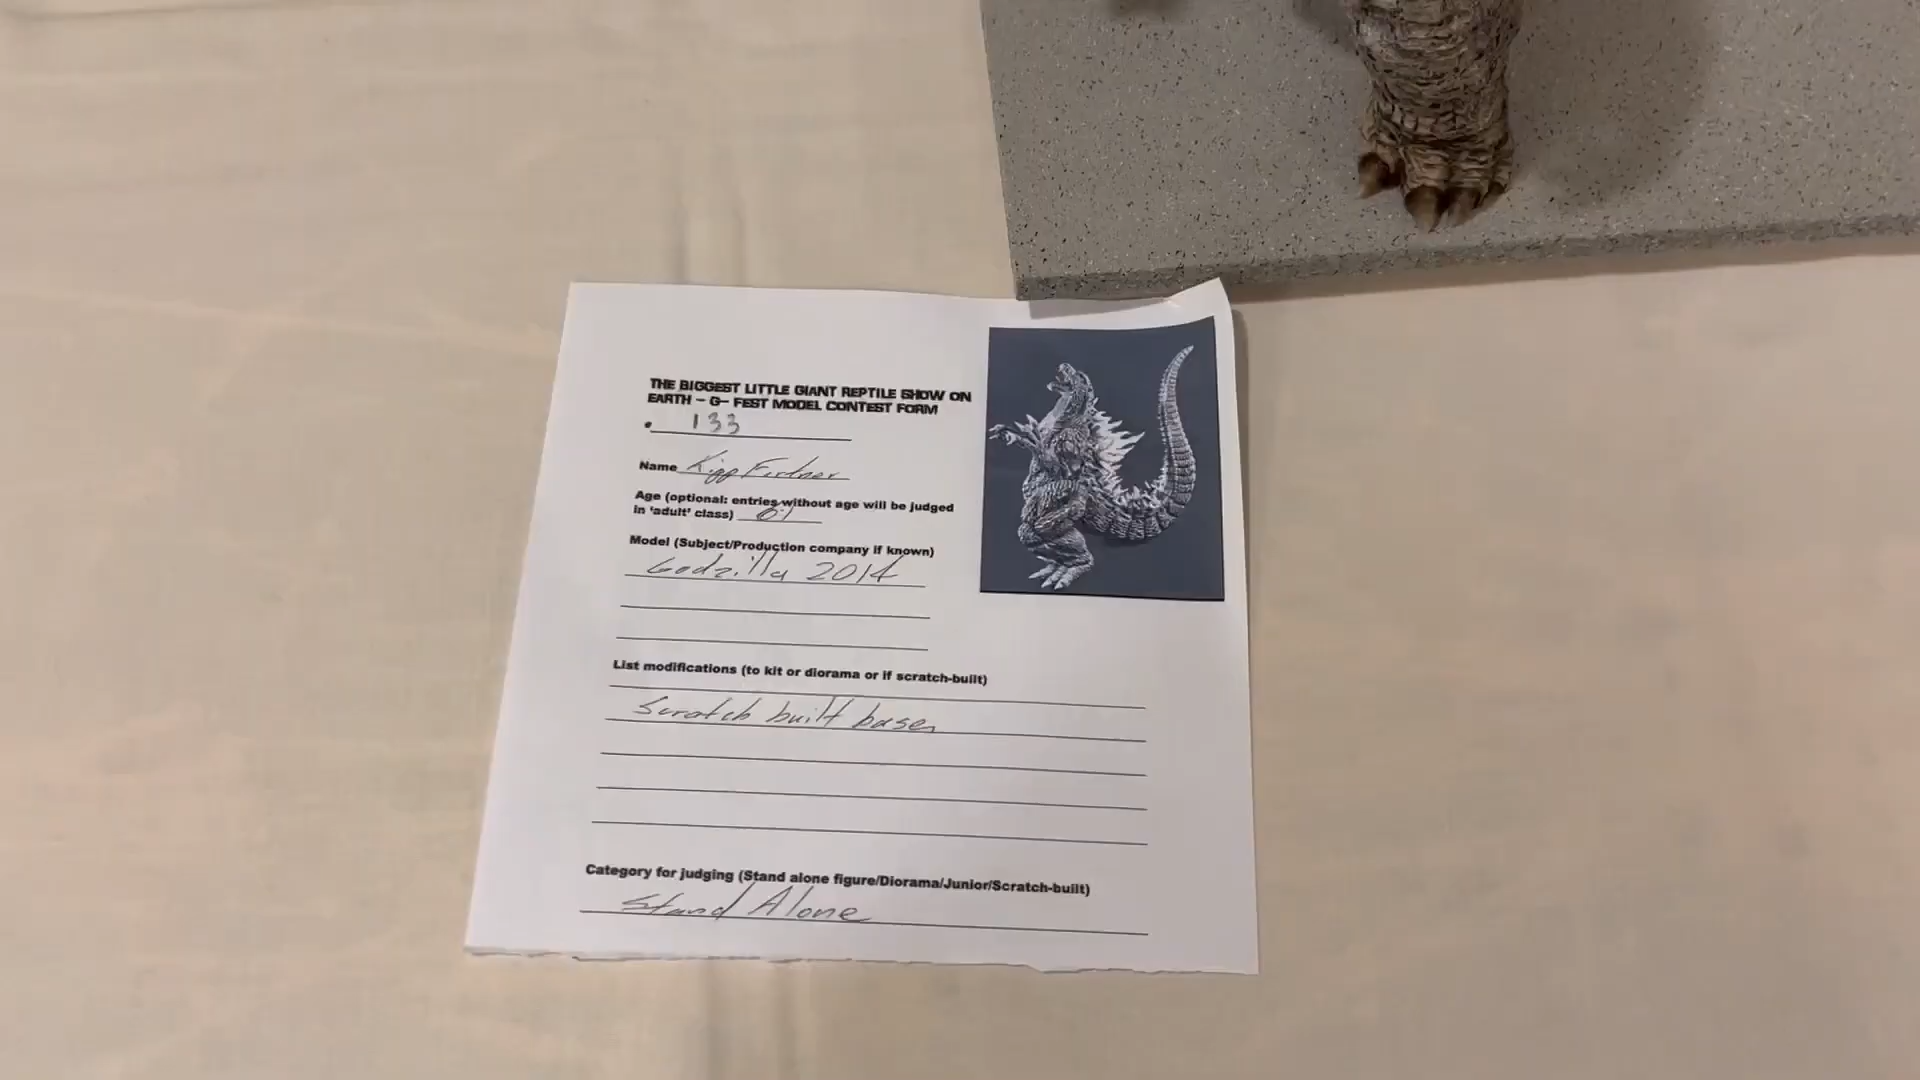 THE BIGGEST LITTLE GIANT REPTILE SHOW ON
EARTH – G– FEST MODEL CONTEST FORM
133
Name Kipp
Age (optional: entries without age will be judged
in 'adult' class)
Model (Subject/Production company if known)
Godzilla 2014
List modifications (to kit or diorama or if scratch-built)
Scratch built base
Category for judging (Stand alone figure/Diorama/Junior/Scratch-built)
Stand Alone